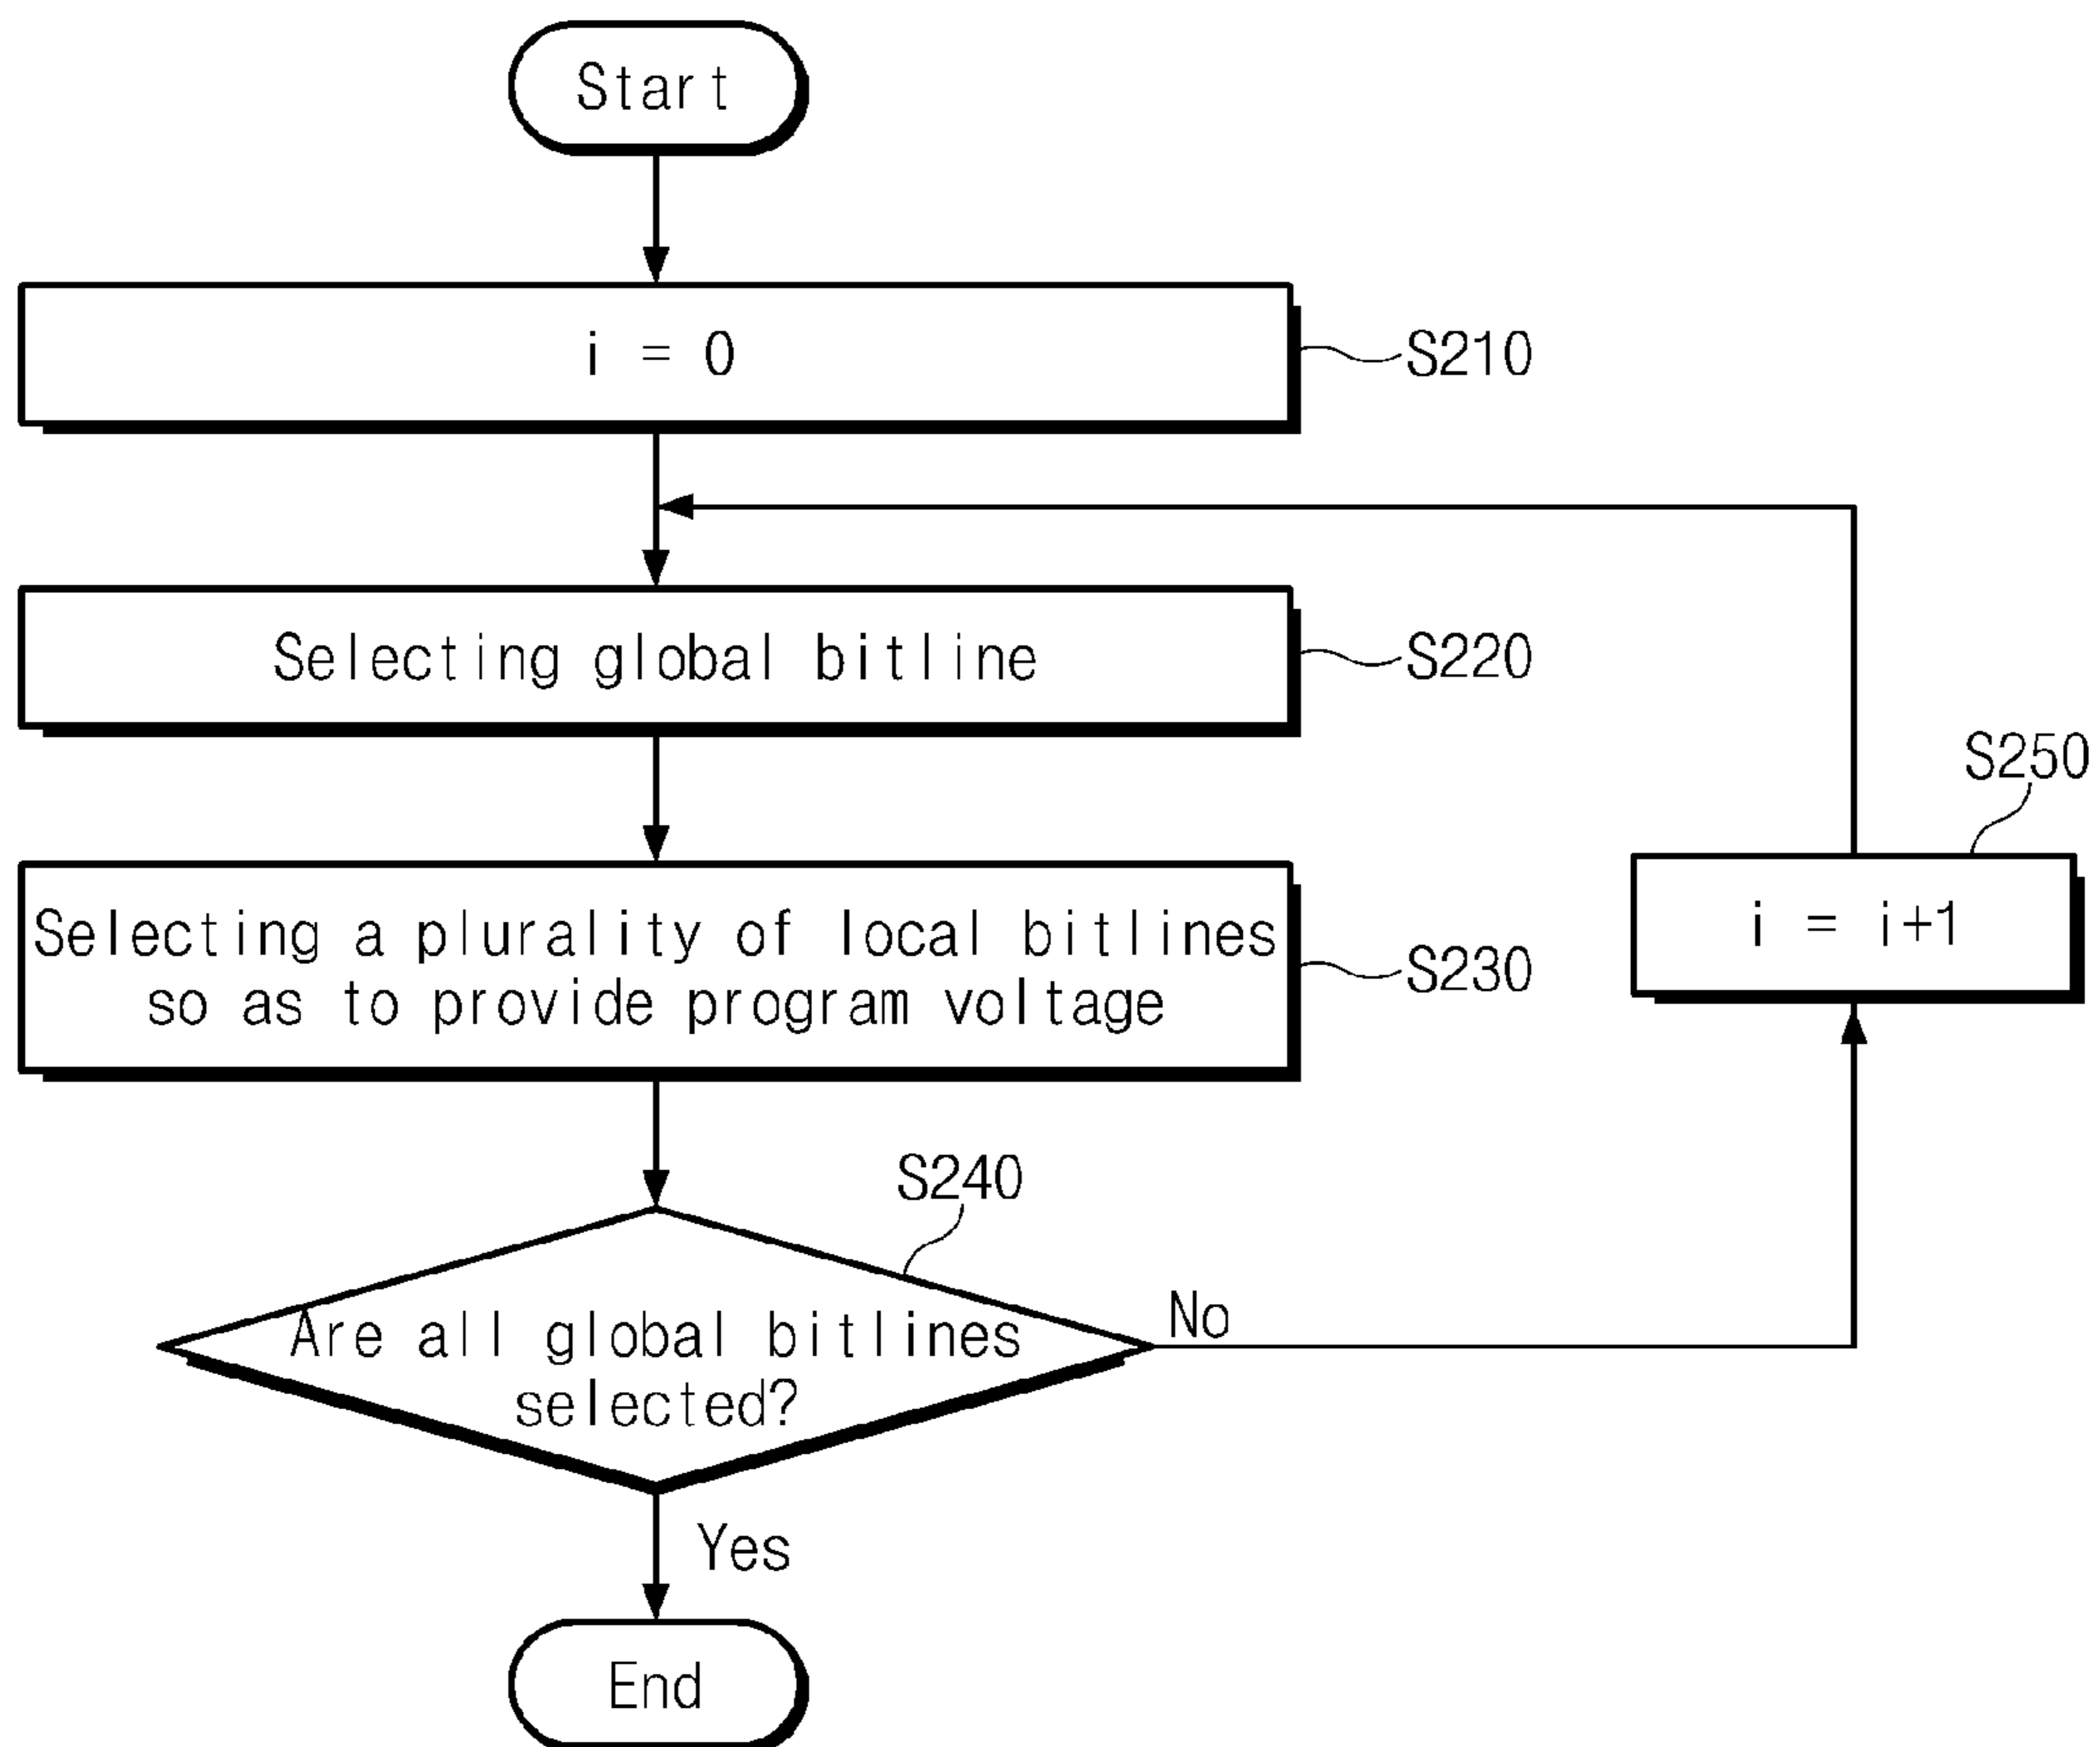 Start
i = 0
S210
Selecting global bitline
S220
S250
Selecting a plurality of local bitlines
so as to provide program voltage
S230
i = i+1
S240
Are all global bitlines
selected?
No
Yes
End